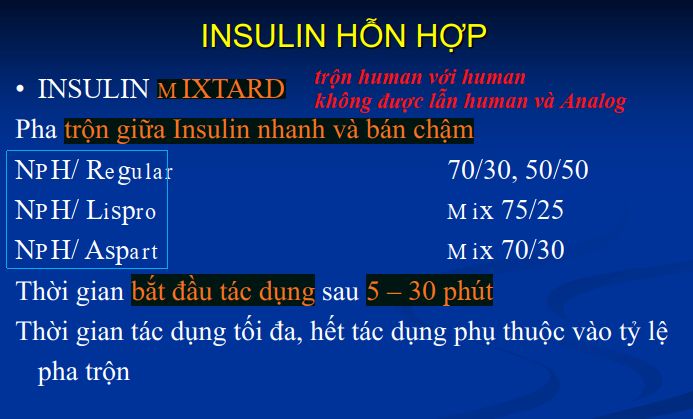 INSULIN HỖN HỢP
• INSULIN MIXTARD
trộn human với human
không được lẫn human và Analog
Pha trộn giữa Insulin nhanh và bán chậm
NPH/ Regular 70/30, 50/50
NPH/ Lispro Mix 75/25
NPH/ Aspart Mix 70/30
Thời gian bắt đầu tác dụng sau 5 – 30 phút
Thời gian tác dụng tối đa, hết tác dụng phụ thuộc vào tỷ lệ
pha trộn